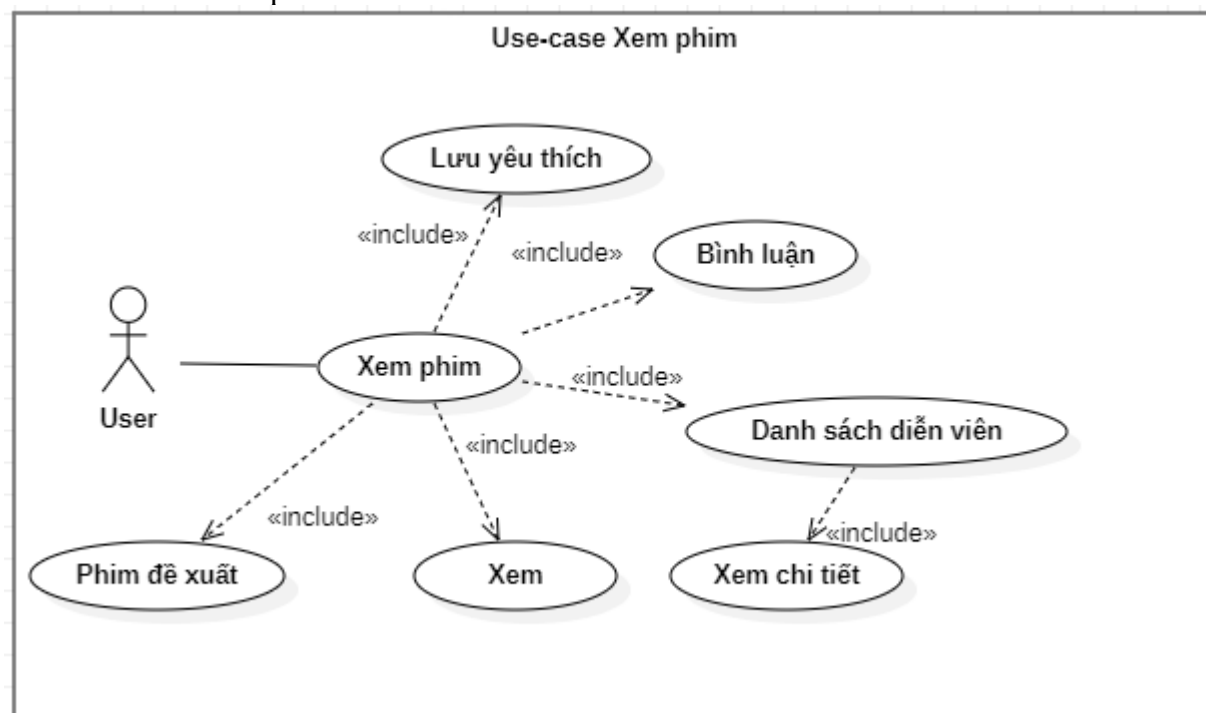 Use-case Xem phim
Lưu yêu thích
«include»
«include»
Bình luận
Xem phim
«include»
User
Danh sách diễn viên
«include»
«include»
«include»
Phim đề xuất
Xem
Xem chi tiết